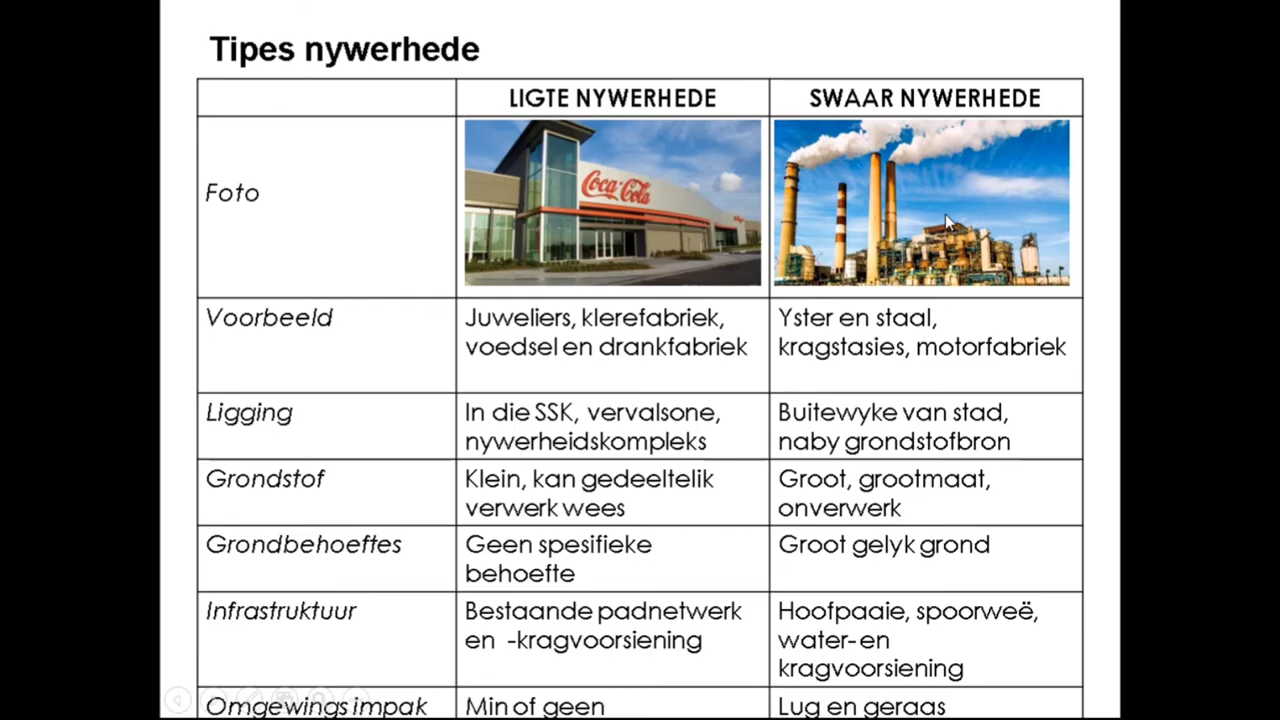 Tipes nywerhede
LIGTE NYWERHEDE
SWAAR NYWERHEDE
Foto
Coca-Cola
Voorbeeld
Juweliers, klerefabriek,
voedsel en drankfabriek
Yster en staal,
kragstasies, motorfabriek
Ligging
In die SSK, vervalsone,
nywerheidskompleks
Buitewyke van stad,
naby grondstofbron
Grondstof
Klein, kan gedeeltelik
verwerk wees
Groot, grootmaat,
onverwerk
Grondbehoeftes
Geen spesifieke
behoefte
Groot gelyk grond
Infrastruktuur
Bestaande padnetwerk
en -kragvoorsiening
Hoofpaaie, spoorweë,
water- en
kragvoorsiening
Omgewings impak
Min of geen
Lug en geraas